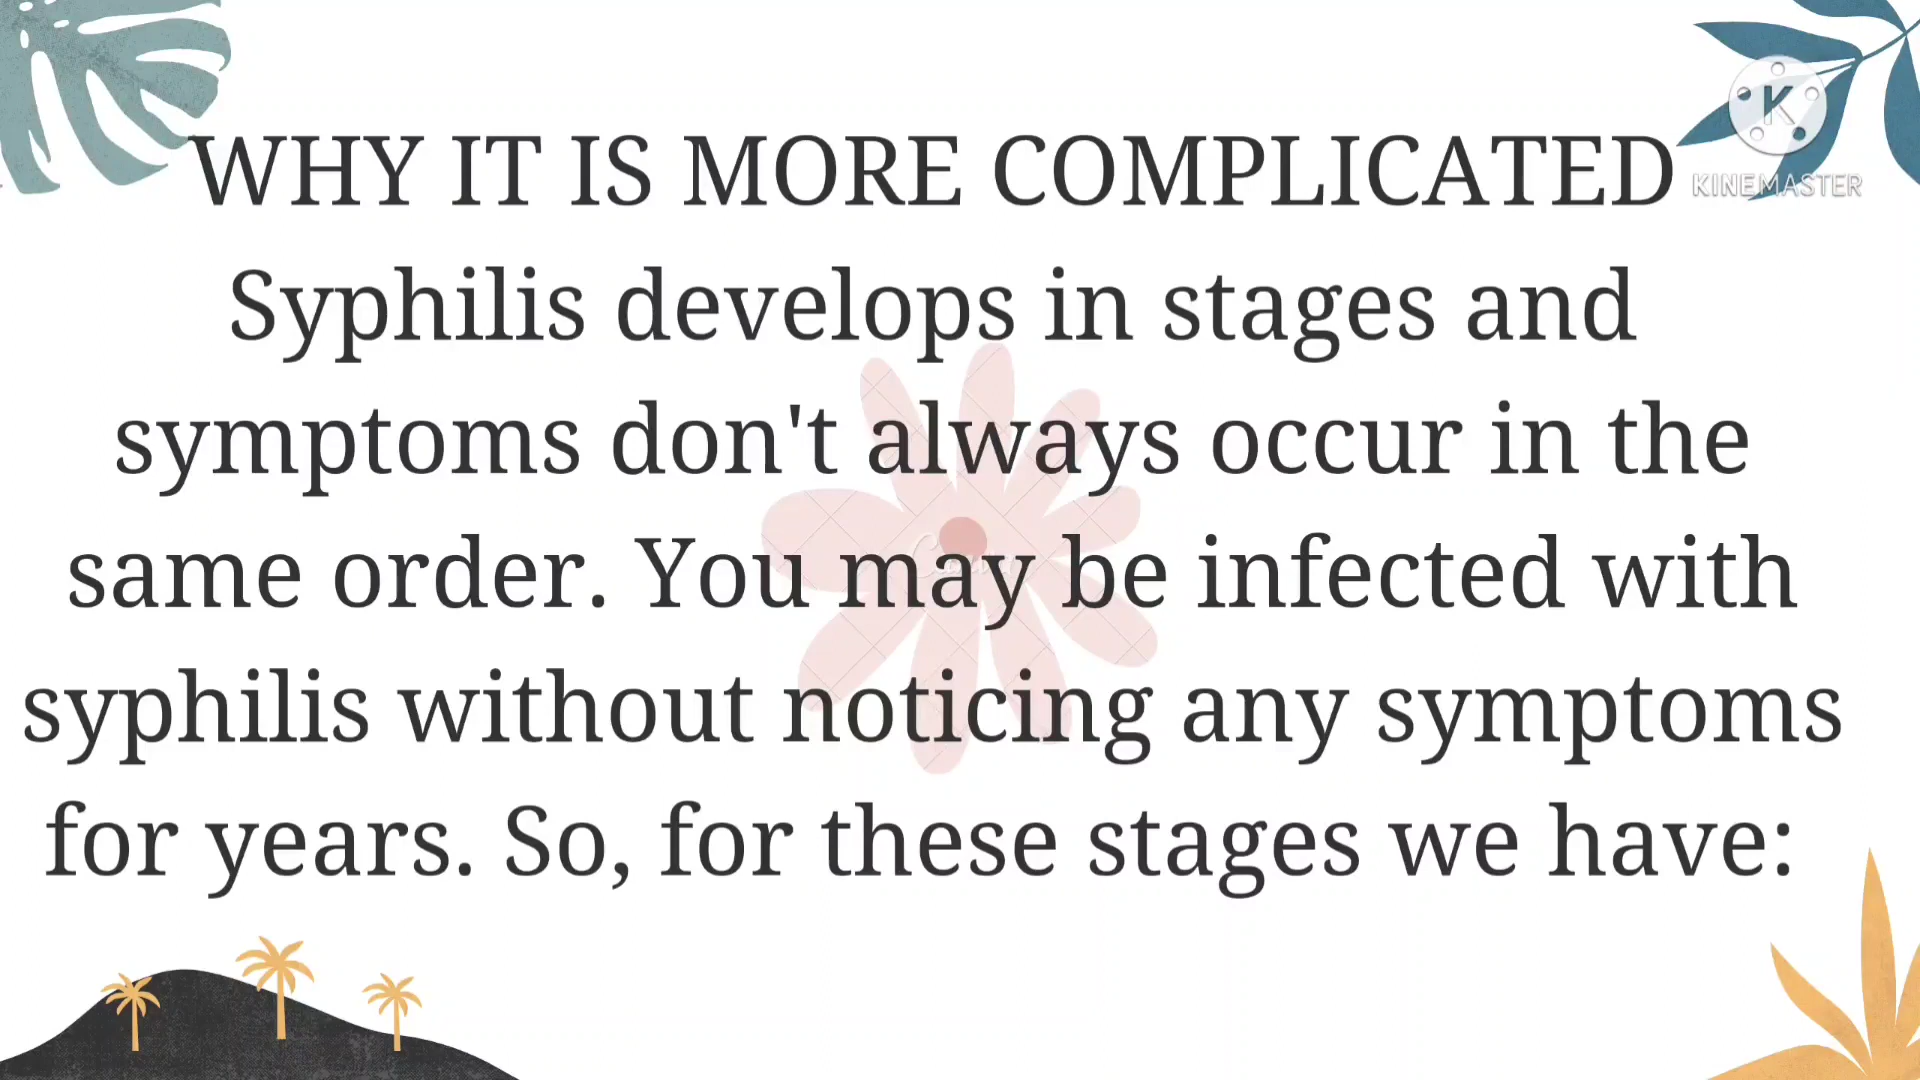 WHY IT IS MORE COMPLICATED
Syphilis develops in stages and
symptoms don't always occur in the
same order. You may be infected with
syphilis without noticing any symptoms
for years. So, for these stages we have:
K
KINEMASTER